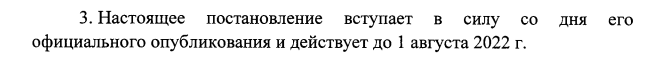 3. Настоящее постановление вступает в силу со дня его
официального опубликования и действует до 1 августа 2022 г.